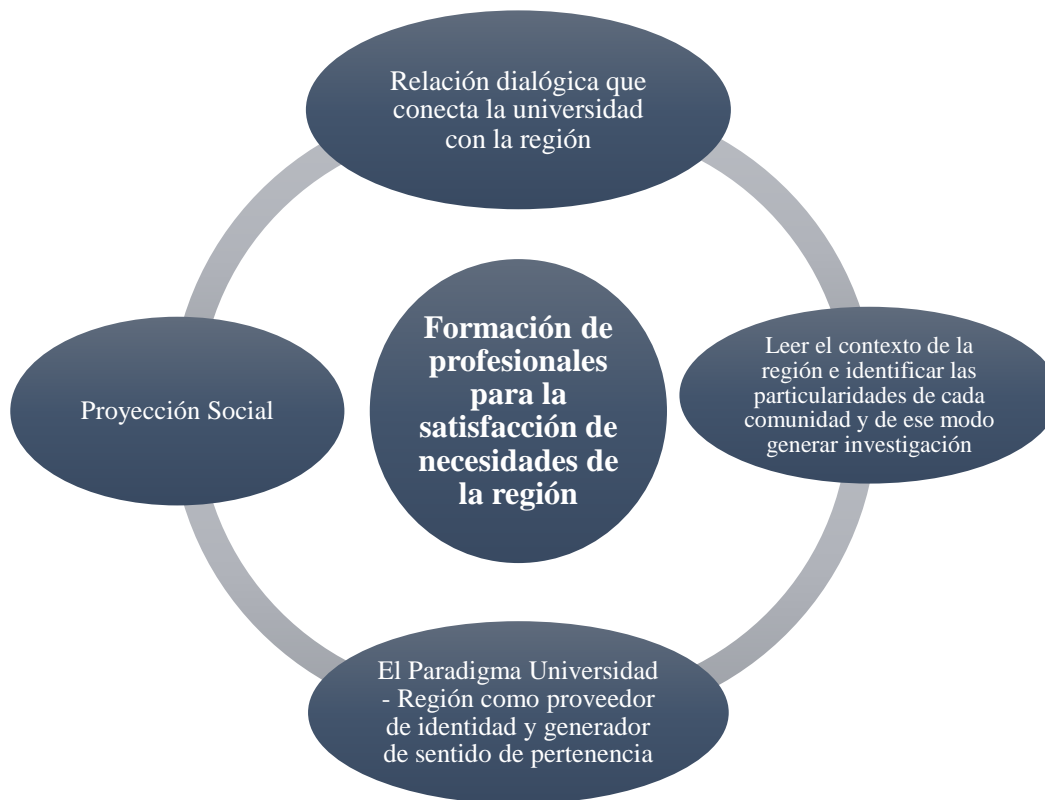 Relación dialógica que
conecta la universidad
con la región
Formación de
profesionales
para la
satisfacción de
necesidades de
la región
Leer el contexto de la
región e identificar las
particularidades de cada
comunidad y de ese modo
generar investigación
Proyección Social
El Paradigma Universidad
- Región como proveedor
de identidad y generador
de sentido de pertenencia